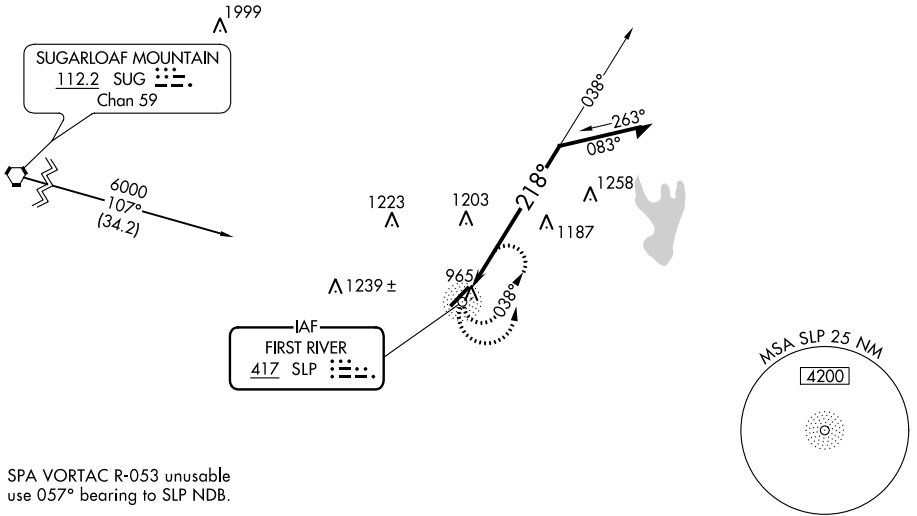 1999
SUGARLOAF MOUNTAIN
112.2 SUG
Chan 59
6000
107°
(34.2)
038°
263°
083°
218°
1258
1223
1203
1187
1239 ±
965
038°
IAF
FIRST RIVER
417 SLP
MSA SLP 25 NM
4200
SPA VORTAC R-053 unusable
use 057° bearing to SLP NDB.